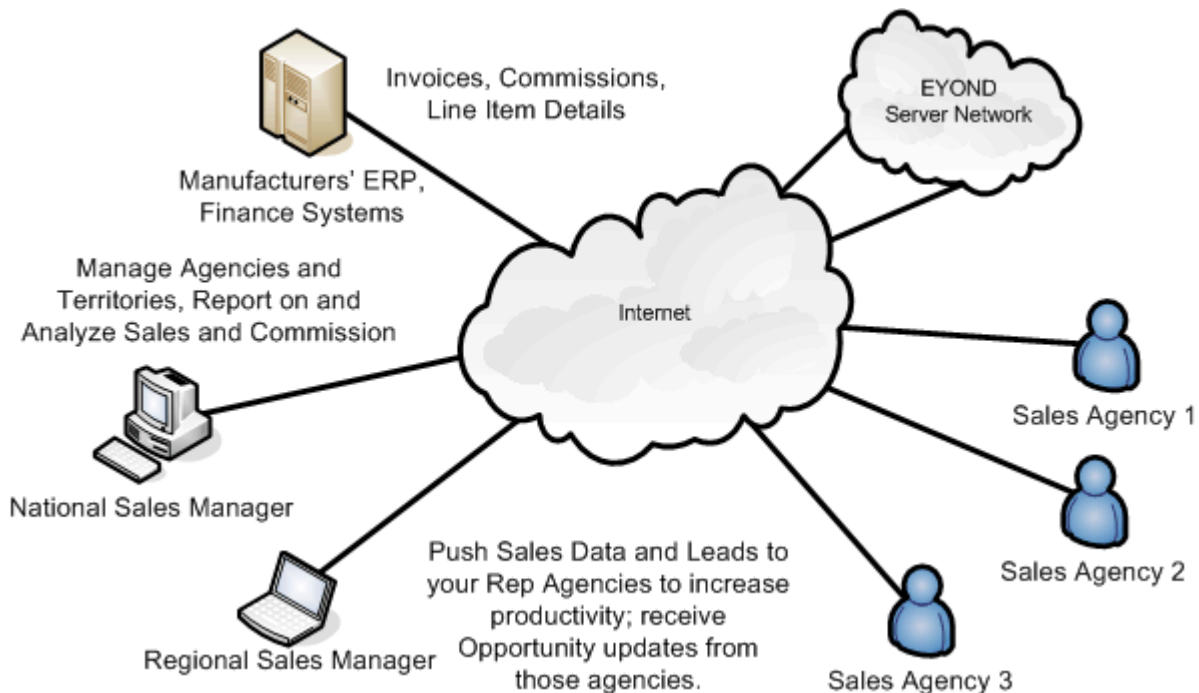 Invoices, Commissions,
Line Item Details
EYOND
Server Network
Manufacturers' ERP,
Finance Systems
Manage Agencies and
Territories, Report on and
Analyze Sales and Commission
Internet
Sales Agency 1
National Sales Manager
Sales Agency 2
Push Sales Data and Leads to
your Rep Agencies to increase
productivity; receive
Opportunity updates from
those agencies.
Regional Sales Manager
Sales Agency 3